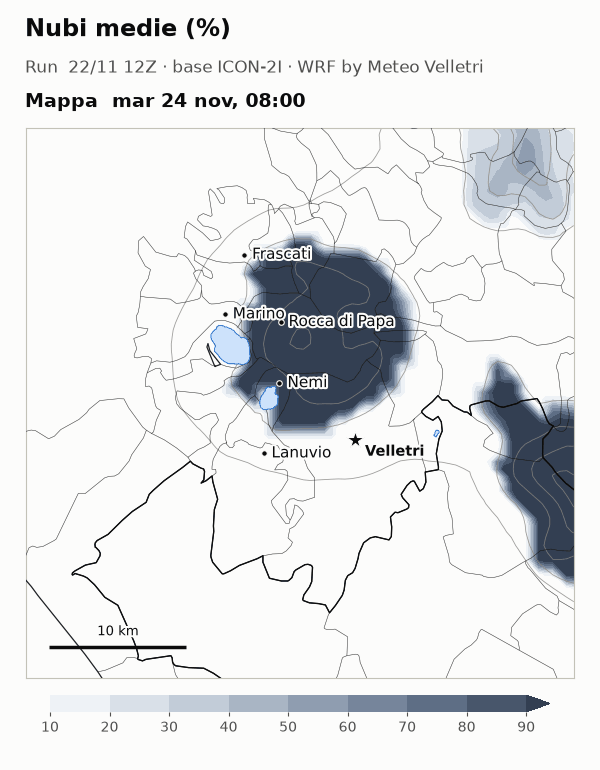 Nubi medie (%)
Run  22/11 12Z · base ICON-2I · WRF by Meteo Velletri
Mappa  mar 24 nov, 08:00
Frascati
Marino
Rocca di Papa
Nemi
Velletri
Lanuvio
10 km
10 20 30 40 50 60 70 80 90